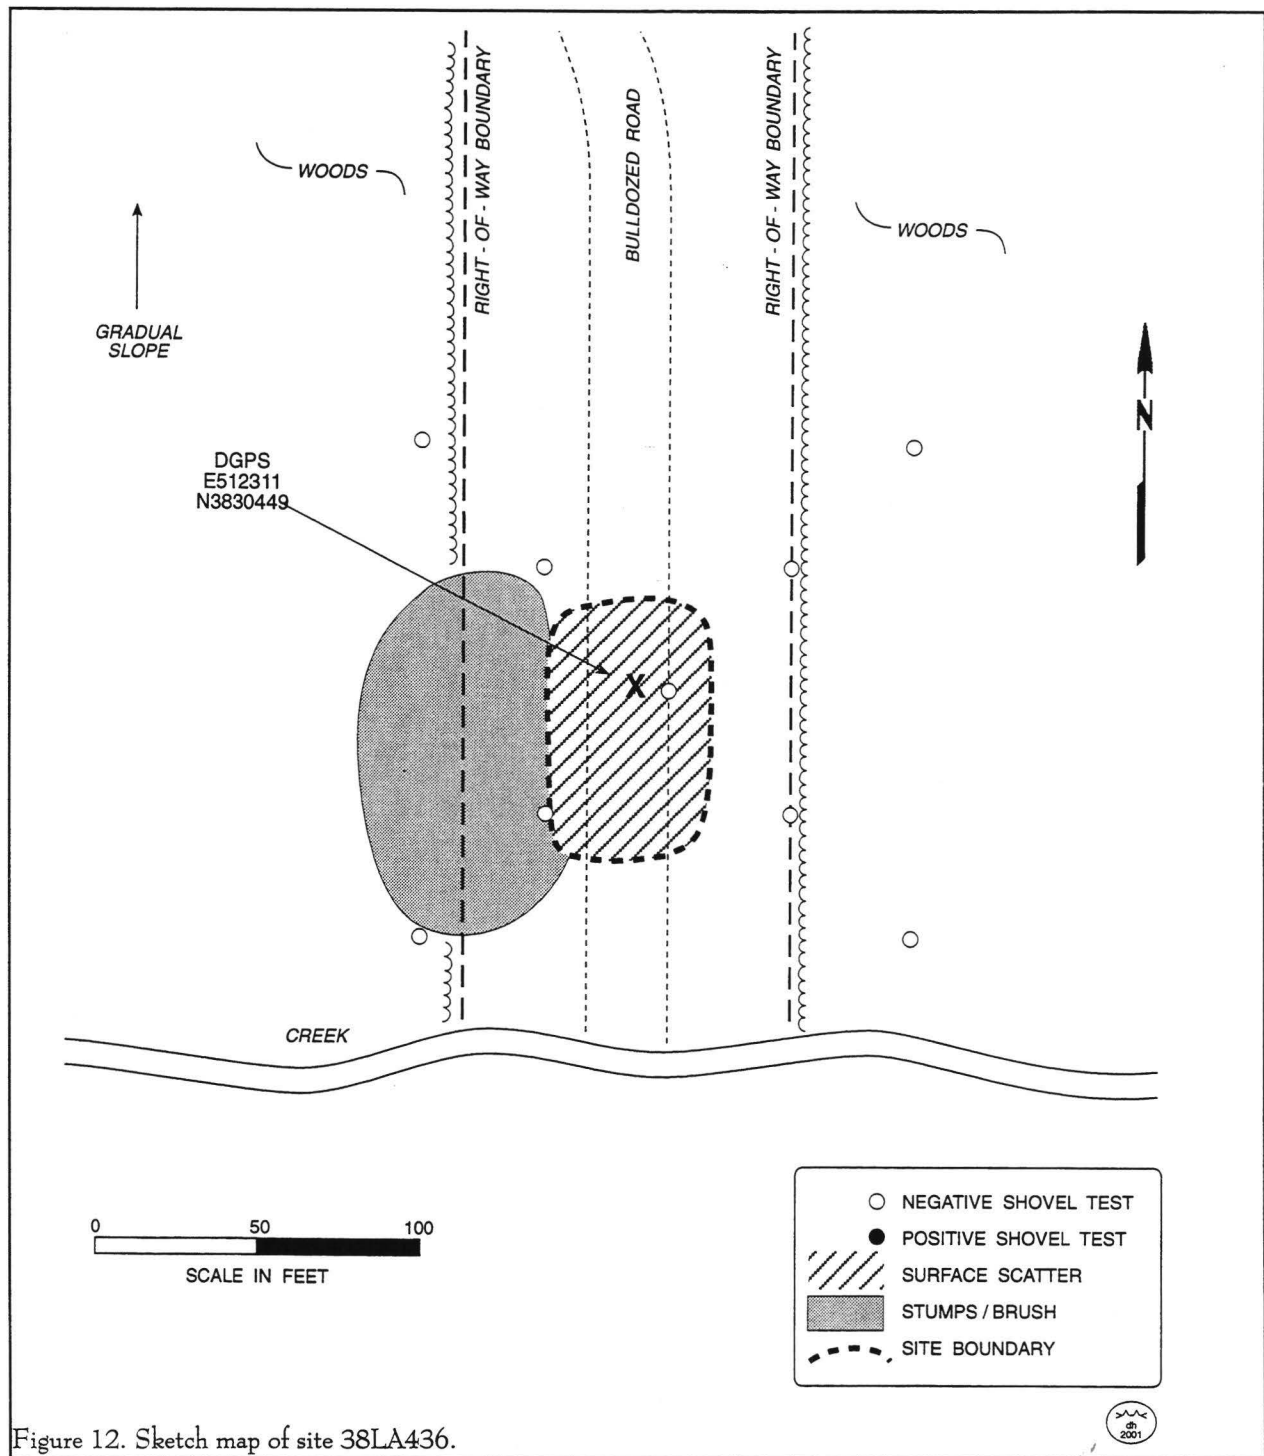 RIGHT - OF - WAY BOUNDARY
BULLDOZED ROAD
RIGHT - OF - WAY BOUNDARY
WOODS
WOODS
GRADUAL
SLOPE
N
DGPS
E512311
N3830449
X
CREEK
0 50 100
SCALE IN FEET
NEGATIVE SHOVEL TEST
POSITIVE SHOVEL TEST
SURFACE SCATTER
STUMPS / BRUSH
SITE BOUNDARY
2001
Figure 12. Sketch map of site 38LA436.